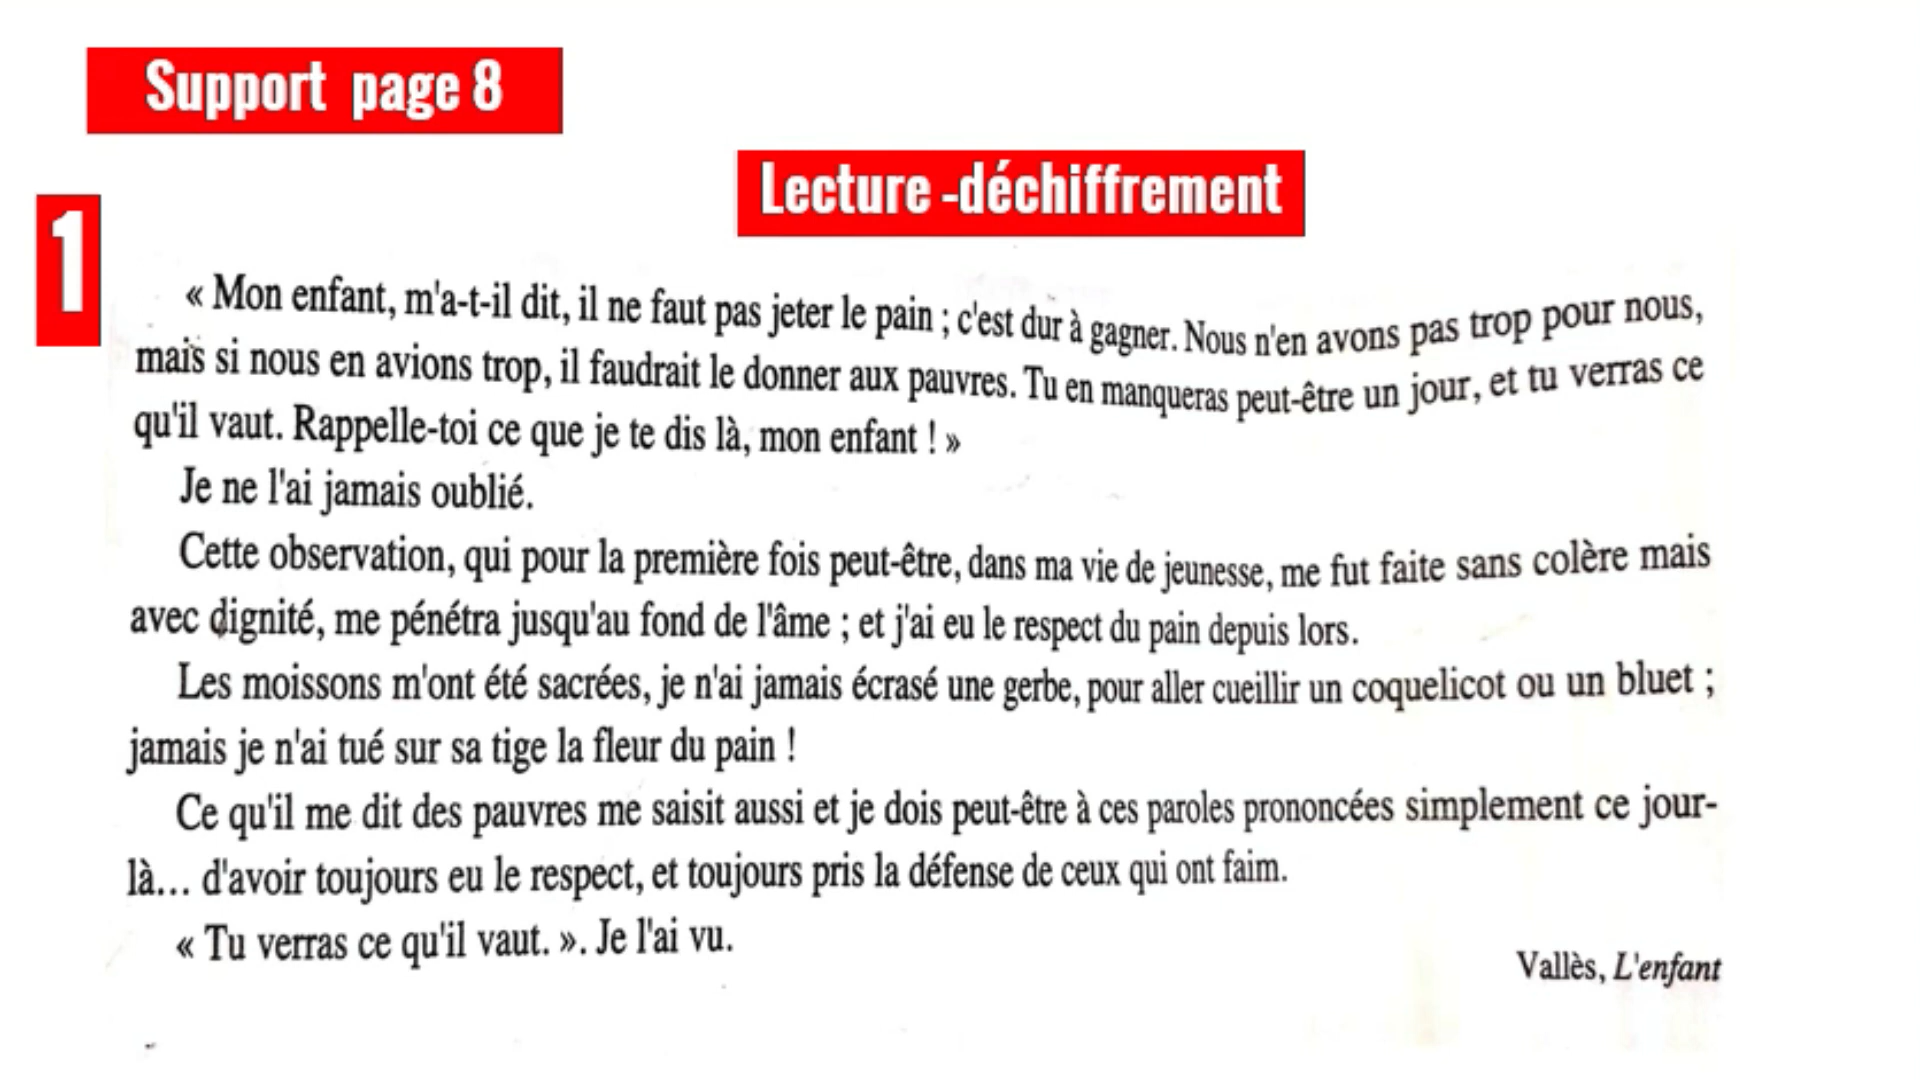 Support page 8
Lecture -déchiffrement
1
« Mon enfant, m'a-t-il dit, il ne faut pas jeter le pain ; c'est dur à gagner. Nous n'en avons pas trop pour nous,
mais si nous en avions trop, il faudrait le donner aux pauvres. Tu en manqueras peut-être un jour, et tu verras ce
qu'il vaut. Rappelle-toi ce que je te dis là, mon enfant ! »
Je ne l'ai jamais oublié.
Cette observation, qui pour la première fois peut-être, dans ma vie de jeunesse, me fut faite sans colère mais
avec dignité, me pénétra jusqu'au fond de l'âme ; et j'ai eu le respect du pain depuis lors.
Les moissons m'ont été sacrées, je n'ai jamais écrasé une gerbe, pour aller cueillir un coquelicot ou un bluet ;
jamais je n'ai tué sur sa tige la fleur du pain !
Ce qu'il me dit des pauvres me saisit aussi et je dois peut-être à ces paroles prononcées simplement ce jour-
là... d'avoir toujours eu le respect, et toujours pris la défense de ceux qui ont faim.
« Tu verras ce qu'il vaut. ». Je l'ai vu.
Vallès, L'enfant